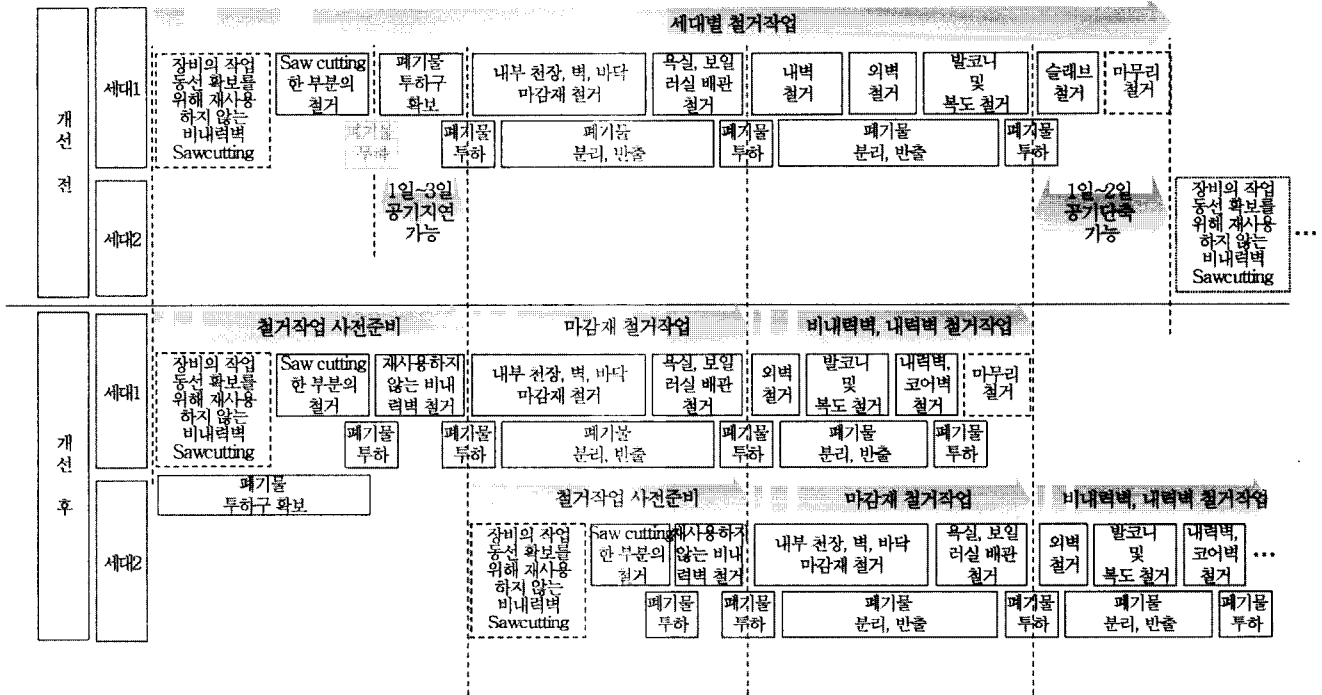 세대별 철거작업
개선전
세대1
장비의 작업
동선 확보를
위해 재사용
하지 않는
비내력벽
Sawcutting
Saw cutting
한 부분의
철거
폐기물
투하구
확보
내부 천장, 벽, 바닥
마감재 철거
욕실, 보일
러실 배관
철거
내벽
철거
외벽
철거
발코니
및
복도 철거
슬래브
철거
마무리
철거
폐기물
투하
폐기물
투하
폐기물
분리, 반출
폐기물
투하
폐기물
분리, 반출
폐기물
투하
세대2
1일~3일
공기지연
가능
1일~2일
공기단축
가능
장비의 작업
동선 확보를
위해 재사용
하지 않는
비내력벽
Sawcutting
...
개선후
철거작업 사전준비
마감재 철거작업
비내력벽, 내력벽 철거작업
세대1
장비의 작업
동선 확보를
위해 재사용
하지 않는
비내력벽
Sawcutting
Saw cutting
한 부분의
철거
재사용하지
않는 비내
력벽 철거
내부 천장, 벽, 바닥
마감재 철거
욕실, 보일
러실 배관
철거
외벽
철거
발코니
및
복도 철거
내력벽,
코어벽
철거
마무리
철거
폐기물
투하
폐기물
투하
폐기물
분리, 반출
폐기물
투하
폐기물
분리, 반출
폐기물
투하
폐기물
투하구 확보
철거작업 사전준비
마감재 철거작업
비내력벽, 내력벽 철거작업
세대2
장비의 작업
동선 확보를
위해 재사용
하지 않는
비내력벽
Sawcutting
Saw cutting
한 부분의
철거
재사용하지
않는 비내
력벽 철거
내부 천장, 벽, 바닥
마감재 철거
욕실, 보일
러실 배관
철거
외벽
철거
발코니
및
복도 철거
내력벽,
코어벽
철거
...
폐기물
투하
폐기물
투하
폐기물
분리, 반출
폐기물
투하
폐기물
분리, 반출
폐기물
투하